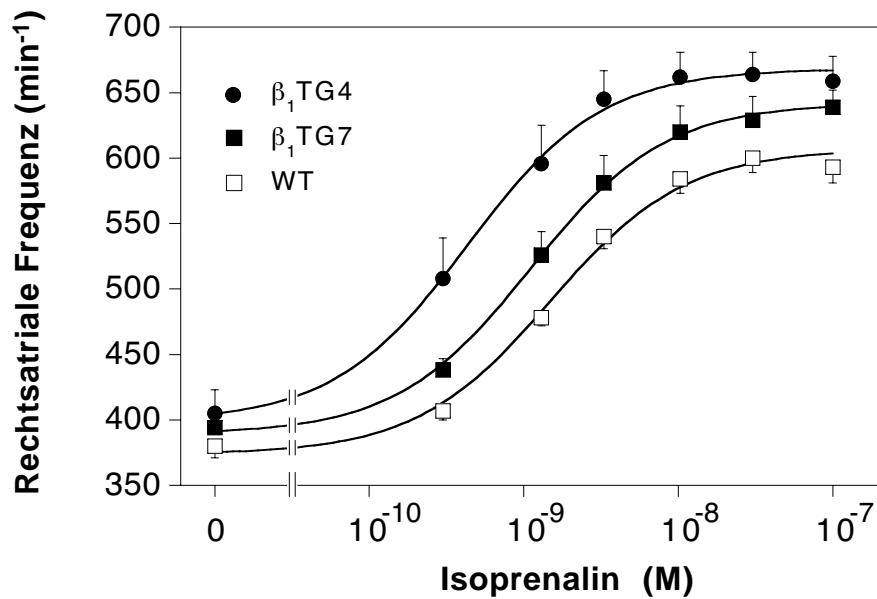 Rechtsatriale Frequenz (min⁻¹)
700
650
600
550
500
450
400
350
β₁TG4
β₁TG7
WT
0
10⁻¹⁰
10⁻⁹
10⁻⁸
10⁻⁷
Isoprenalin (M)